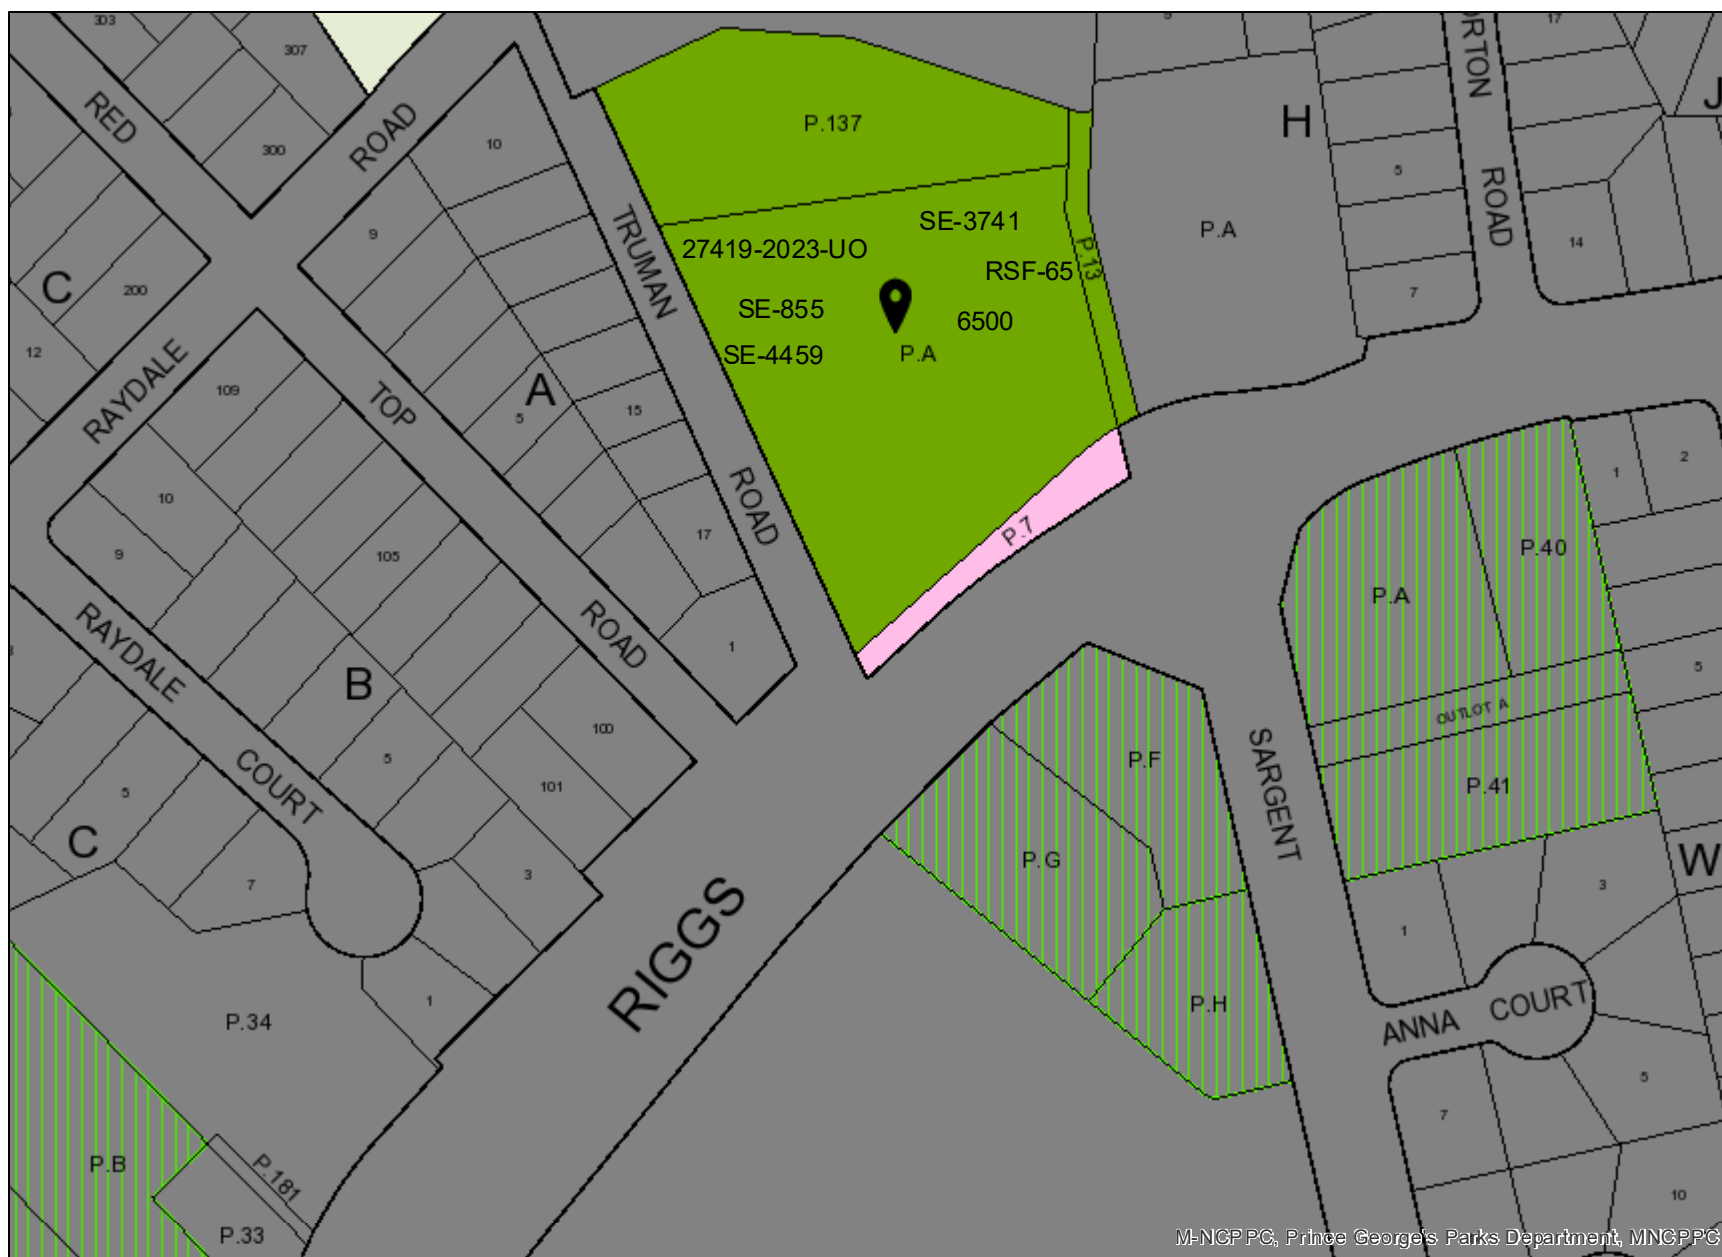 303
307
17
RTON
J
ROAD
RED
ROAD
10
P.137
H
300
5
P.A
ROAD
9
TRUMAN
SE-3741
27419-2023-UO
P.13
RSF-65
14
C
200
7
SE-855
6500
12
RAYDALE
SE-4459
P.A
109
TOP
A
5
15
1
2
10
ROAD
17
P.7
9
105
P.40
P.A
RAYDALE
ROAD
1
5
B
OUTLOT A
100
5
P.F
SARGENT
COURT
101
P.41
5
C
P.G
W
7
3
3
RIGGS
1
1
P.H
COURT
ANNA
P.34
5
7
P.B
P.181
10
P.33
M-NCPPC, Prince George's Parks Department, MNCPPC